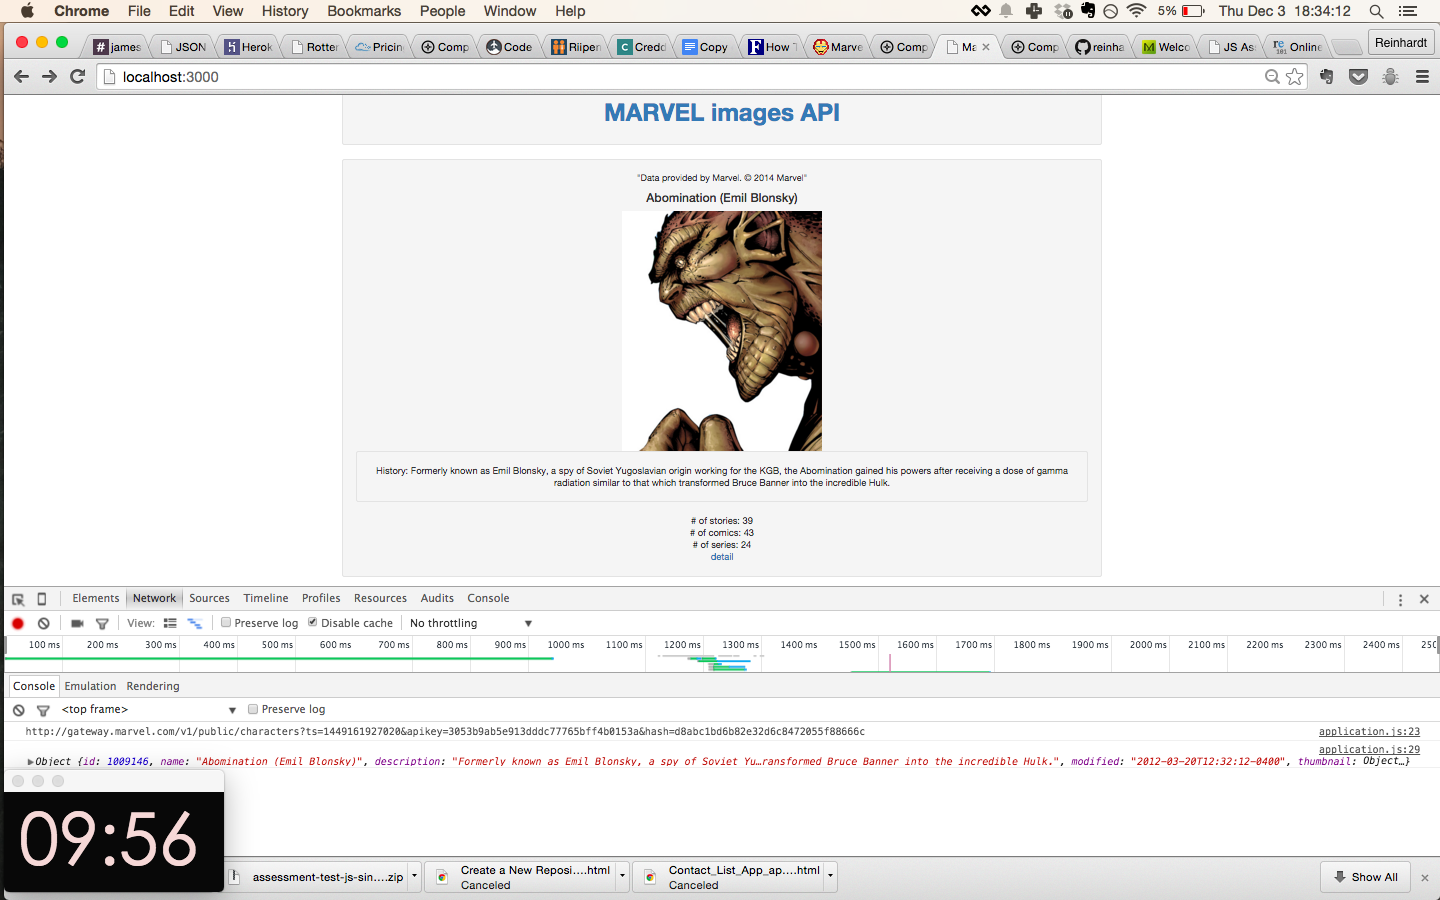 Chrome File Edit View History Bookmarks People Window Help 5% Thu Dec 3 18:34:12
james JSON Herok Rotter Pricin Comp Code Riipen Credd Copy How T Marve Comp Ma Comp reinha Welco JS As Online Reinhardt
localhost:3000
MARVEL images API
"Data provided by Marvel. © 2014 Marvel"
Abomination (Emil Blonsky)
History: Formerly known as Emil Blonsky, a spy of Soviet Yugoslavian origin working for the KGB, the Abomination gained his powers after receiving a dose of gamma
radiation similar to that which transformed Bruce Banner into the incredible Hulk.
# of stories: 39
# of comics: 43
# of series: 24
detail
Elements Network Sources Timeline Profiles Resources Audits Console
View: Preserve log Disable cache No throttling
100 ms 200 ms 300 ms 400 ms 500 ms 600 ms 700 ms 800 ms 900 ms 1000 ms 1100 ms 1200 ms 1300 ms 1400 ms 1500 ms 1600 ms 1700 ms 1800 ms 1900 ms 2000 ms 2100 ms 2200 ms 2300 ms 2400 ms 250
Console Emulation Rendering
<top frame> Preserve log
http://gateway.marvel.com/v1/public/characters?ts=1449161927020&apikey=3053b9ab5e913dddc77765bff4b0153a&hash=d8abc1bd6b82e32d6c8472055f88666c application.js:23
application.js:29
Object {id: 1009146, name: "Abomination (Emil Blonsky)", description: "Formerly known as Emil Blonsky, a spy of Soviet Yu…ransformed Bruce Banner into the incredible Hulk.", modified: "2012-03-20T12:32:12-0400", thumbnail: Object…}
09:56
assessment-test-js-sin....zip
Create a New Reposi....html
Canceled
Contact_List_App_ap....html
Canceled
Show All